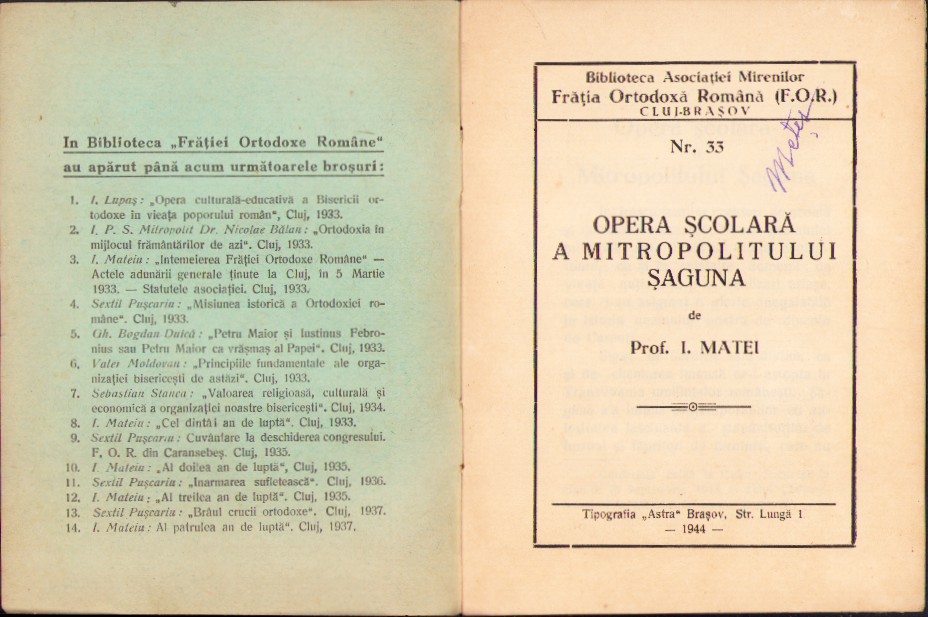 In Biblioteca „Frăției Ortodoxe Române“
au apărut până acum următoarele broșuri:
1. I. Lupaș: „Opera culturală-educativă a Bisericii or-
todoxe in vieața poporului român“, Cluj, 1933.
2. I. P. S. Mitropolit Dr. Nicolae Bălan: „Ortodoxia în
mijlocul frământărilor de azi“. Cluj, 1933.
3. I. Mateiu: „Intemeierea Frăției Ortodoxe Române“ —
Actele adunării generale ținute la Cluj, în 5 Martie
1933. — Statutele asociației. Cluj, 1933.
4. Sextil Pușcariu: „Misiunea istorică a Ortodoxiei ro-
mâne“. Cluj, 1933.
5. Gh. Bogdan-Duică: „Petru Maior și Iustinus Febro-
nius sau Petru Maior ca vrășmaș al Papei“. Cluj, 1933.
6. Valer Moldovan: „Principiile fundamentale ale orga-
nizației bisericești de astăzi“. Cluj, 1933.
7. Sebastian Stanca: „Valoarea religioasă, culturală și
economică a organizației noastre bisericești“. Cluj, 1934.
8. I. Mateiu: „Cel dintâi an de luptă“. Cluj, 1933.
9. Sextil Pușcariu: Cuvântare la deschiderea congresului.
F. O. R. din Caransebeș. Cluj, 1935.
10. I. Mateiu: „Al doilea an de luptă“, Cluj, 1935.
11. Sextil Pușcariu: „Inarmarea sufletească“. Cluj, 1936.
12. I. Mateiu: „Al treilea an de luptă“. Cluj, 1935.
13. Sextil Pușcariu: „Brâul crucii ortodoxe“. Cluj, 1937.
14. I. Mateiu: Al patrulea an de luptă“. Cluj, 1937.
Biblioteca Asociației Mirenilor
Frăția Ortodoxă Română (F.O.R.)
CLUJ-BRAȘOV
Nr. 33
Mateș
OPERA ȘCOLARĂ
A MITROPOLITULUI
ȘAGUNA
de
Prof. I. MATEI
Tipografia „Astra“ Brașov, Str. Lungă 1
— 1944 —